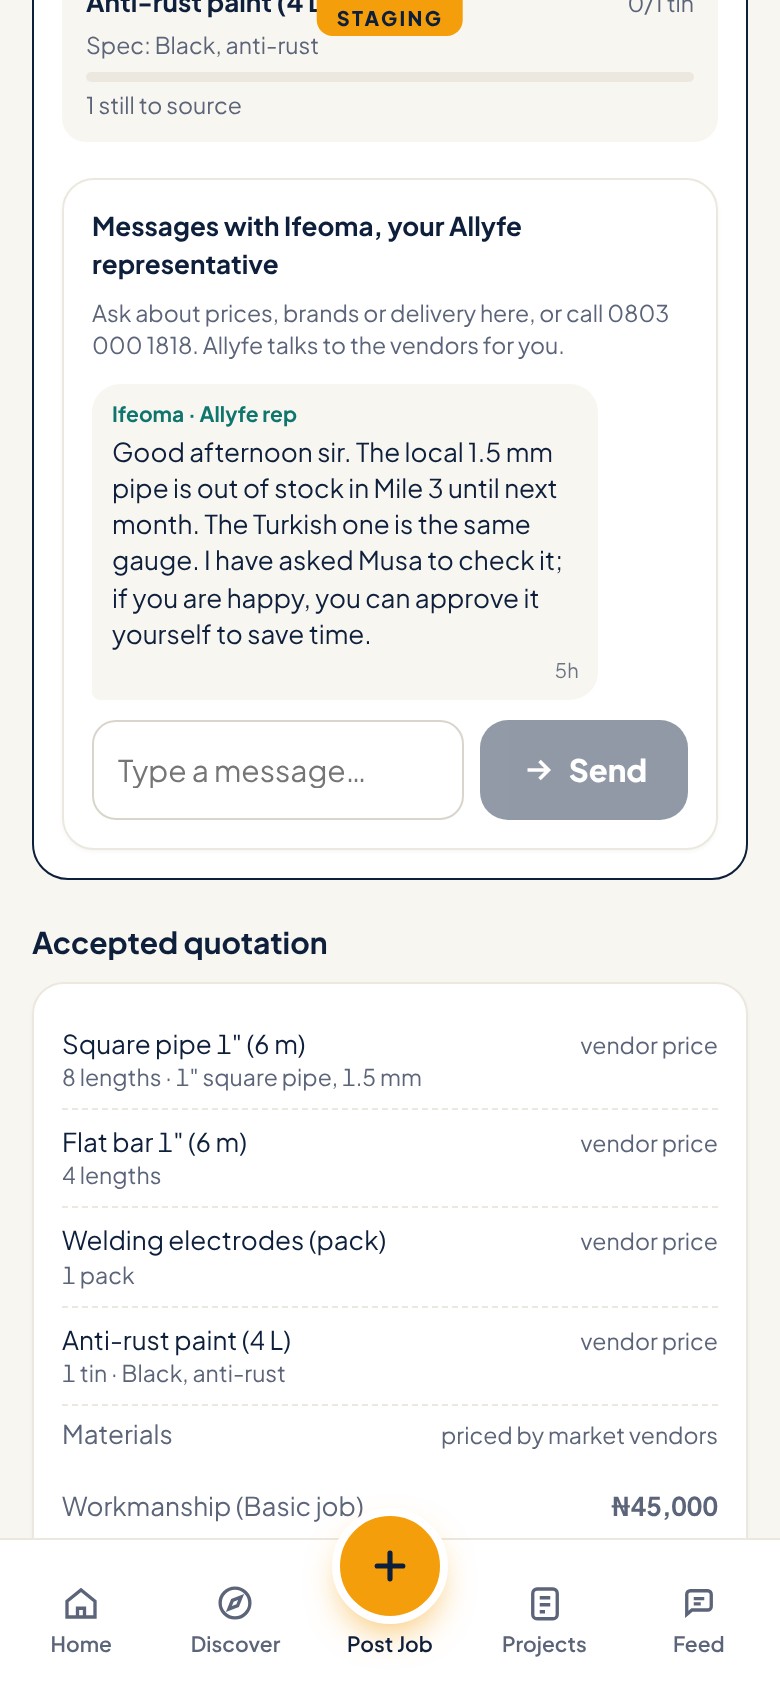 Anti-rust paint (4 L
0/1 tin
STAGING
Spec: Black, anti-rust
1 still to source
Messages with Ifeoma, your Allyfe
representative
Ask about prices, brands or delivery here, or call 0803
000 1818. Allyfe talks to the vendors for you.
Ifeoma · Allyfe rep
Good afternoon sir. The local 1.5 mm
pipe is out of stock in Mile 3 until next
month. The Turkish one is the same
gauge. I have asked Musa to check it;
if you are happy, you can approve it
yourself to save time.
5h
Type a message...
→ Send
Accepted quotation
Square pipe 1" (6 m)
vendor price
8 lengths · 1" square pipe, 1.5 mm
Flat bar 1" (6 m)
vendor price
4 lengths
Welding electrodes (pack)
vendor price
1 pack
Anti-rust paint (4 L)
vendor price
1 tin · Black, anti-rust
Materials
priced by market vendors
Workmanship (Basic job)
₦45,000
Home
Discover
Post Job
Projects
Feed